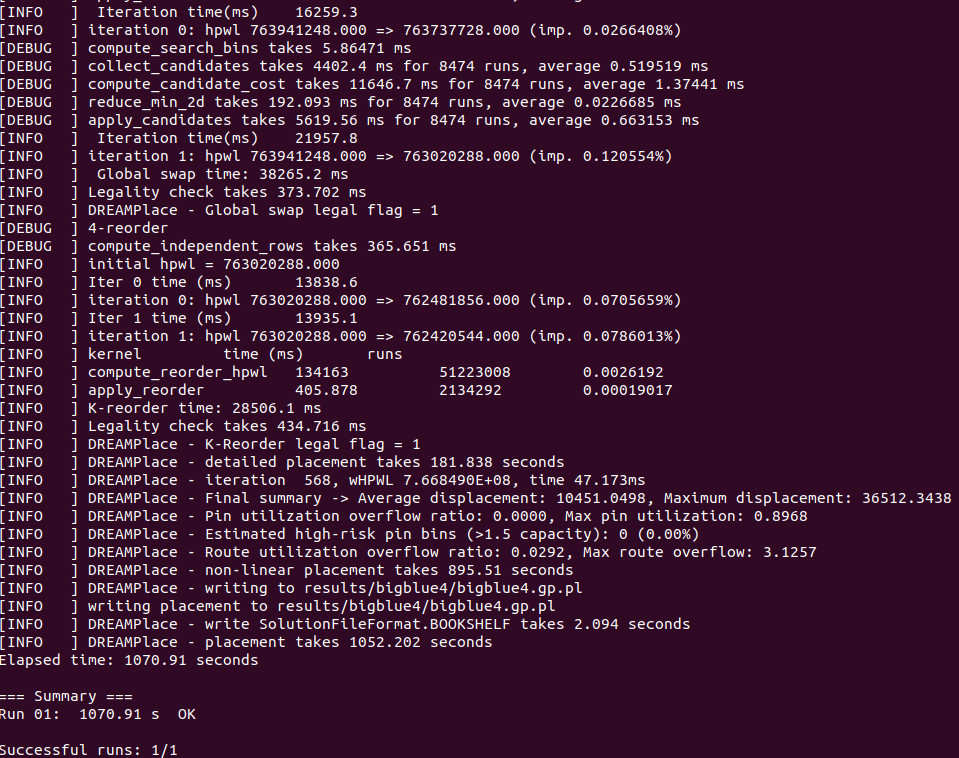 [INFO   ]  Iteration time(ms)    16259.3
[INFO   ] iteration 0: hpwl 763941248.000 => 763737728.000 (imp. 0.0266408%)
[DEBUG  ] compute_search_bins takes 5.86471 ms
[DEBUG  ] collect_candidates takes 4402.4 ms for 8474 runs, average 0.519519 ms
[DEBUG  ] compute_candidate_cost takes 11646.7 ms for 8474 runs, average 1.37441 ms
[DEBUG  ] reduce_min_2d takes 192.093 ms for 8474 runs, average 0.0226685 ms
[DEBUG  ] apply_candidates takes 5619.56 ms for 8474 runs, average 0.663153 ms
[INFO   ]  Iteration time(ms)    21957.8
[INFO   ] iteration 1: hpwl 763941248.000 => 763020288.000 (imp. 0.120554%)
[INFO   ]  Global swap time: 38265.2 ms
[INFO   ] Legality check takes 373.702 ms
[INFO   ] DREAMPlace - Global swap legal flag = 1
[DEBUG  ] 4-reorder
[DEBUG  ] compute_independent_rows takes 365.651 ms
[INFO   ] initial hpwl = 763020288.000
[INFO   ] Iter 0 time (ms)       13838.6
[INFO   ] iteration 0: hpwl 763020288.000 => 762481856.000 (imp. 0.0705659%)
[INFO   ] Iter 1 time (ms)       13935.1
[INFO   ] iteration 1: hpwl 763020288.000 => 762420544.000 (imp. 0.0786013%)
[INFO   ] kernel         time (ms)       runs
[INFO   ] compute_reorder_hpwl   134163          51223008        0.0026192
[INFO   ] apply_reorder          405.878         2134292         0.00019017
[INFO   ] K-reorder time: 28506.1 ms
[INFO   ] Legality check takes 434.716 ms
[INFO   ] DREAMPlace - K-Reorder legal flag = 1
[INFO   ] DREAMPlace - detailed placement takes 181.838 seconds
[INFO   ] DREAMPlace - iteration  568, wHPWL 7.668490E+08, time 47.173ms
[INFO   ] DREAMPlace - Final summary -> Average displacement: 10451.0498, Maximum displacement: 36512.3438
[INFO   ] DREAMPlace - Pin utilization overflow ratio: 0.0000, Max pin utilization: 0.8968
[INFO   ] DREAMPlace - Estimated high-risk pin bins (>1.5 capacity): 0 (0.00%)
[INFO   ] DREAMPlace - Route utilization overflow ratio: 0.0292, Max route overflow: 3.1257
[INFO   ] DREAMPlace - non-linear placement takes 895.51 seconds
[INFO   ] DREAMPlace - writing to results/bigblue4/bigblue4.gp.pl
[INFO   ] writing placement to results/bigblue4/bigblue4.gp.pl
[INFO   ] DREAMPlace - write SolutionFileFormat.BOOKSHELF takes 2.094 seconds
[INFO   ] DREAMPlace - placement takes 1052.202 seconds
Elapsed time: 1070.91 seconds
=== Summary ===
Run 01:  1070.91 s  OK
Successful runs: 1/1